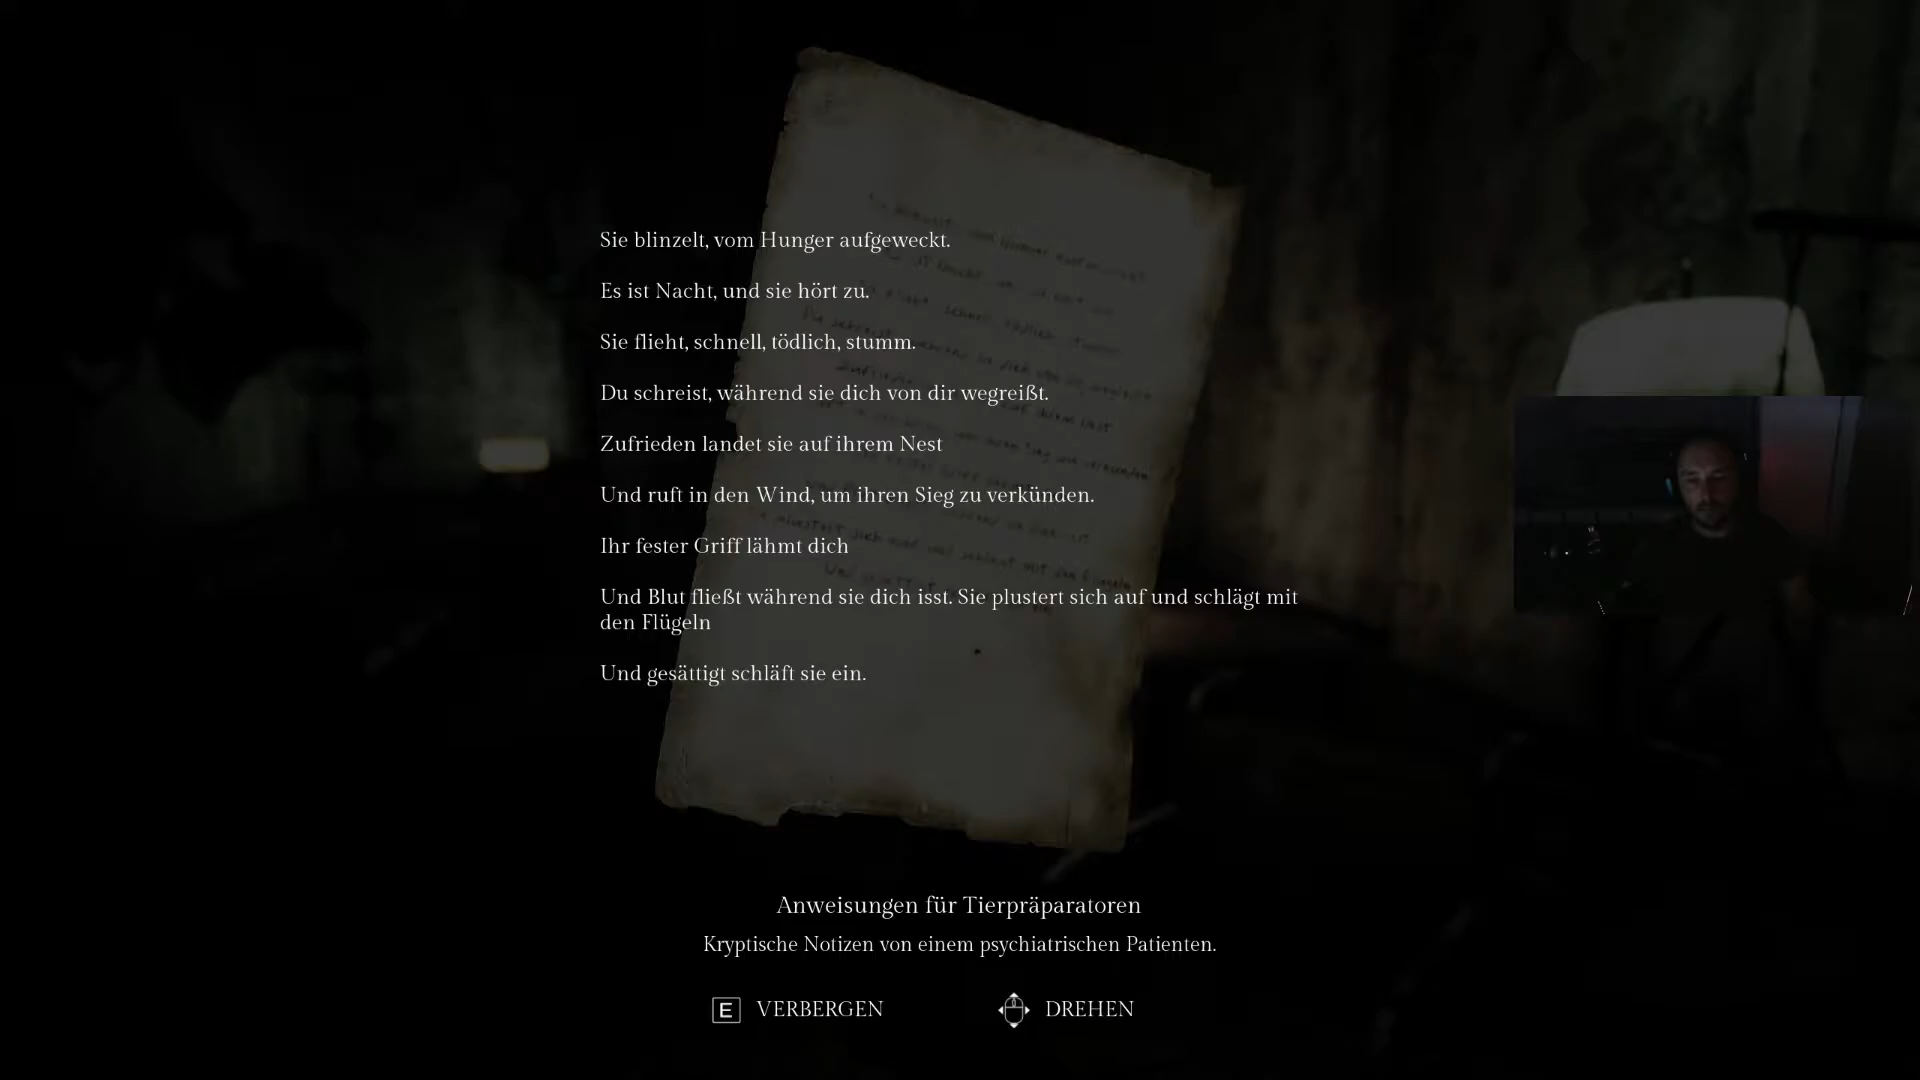 Sie blinzelt, vom Hunger aufgeweckt.
Es ist Nacht, und sie hört zu.
Sie flieht, schnell, tödlich, stumm.
Du schreist, während sie dich von dir wegreißt.
Zufrieden landet sie auf ihrem Nest
Und ruft in den Wind, um ihren Sieg zu verkünden.
Ihr fester Griff lähmt dich
Und Blut fließt während sie dich isst. Sie plustert sich auf und schlägt mit
den Flügeln
Und gesättigt schläft sie ein.
Anweisungen für Tierpräparatoren
Kryptische Notizen von einem psychiatrischen Patienten.
E VERBERGEN DREHEN